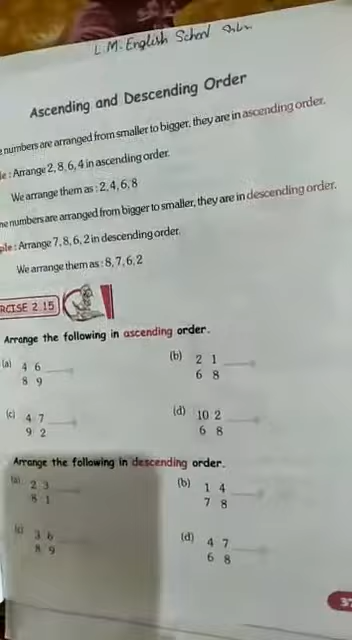 L.M. English School
Ascending and Descending Order
numbers are arranged from smaller to bigger, they are in ascending order.
le : Arrange 2, 8, 6, 4 in ascending order.
We arrange them as : 2, 4, 6, 8
he numbers are arranged from bigger to smaller, they are in descending order.
ple : Arrange 7, 8, 6, 2 in descending order.
We arrange them as : 8, 7, 6, 2
RCISE 2.15
Arrange the following in ascending order.
(a) 4 6 (b) 2 1
8 9 6 8
(c) 4 7 (d) 10 2
9 2 6 8
Arrange the following in descending order.
(a) 2 3 (b) 1 4
8 1 7 8
(c) 3 6 (d) 4 7
8 9 6 8
37